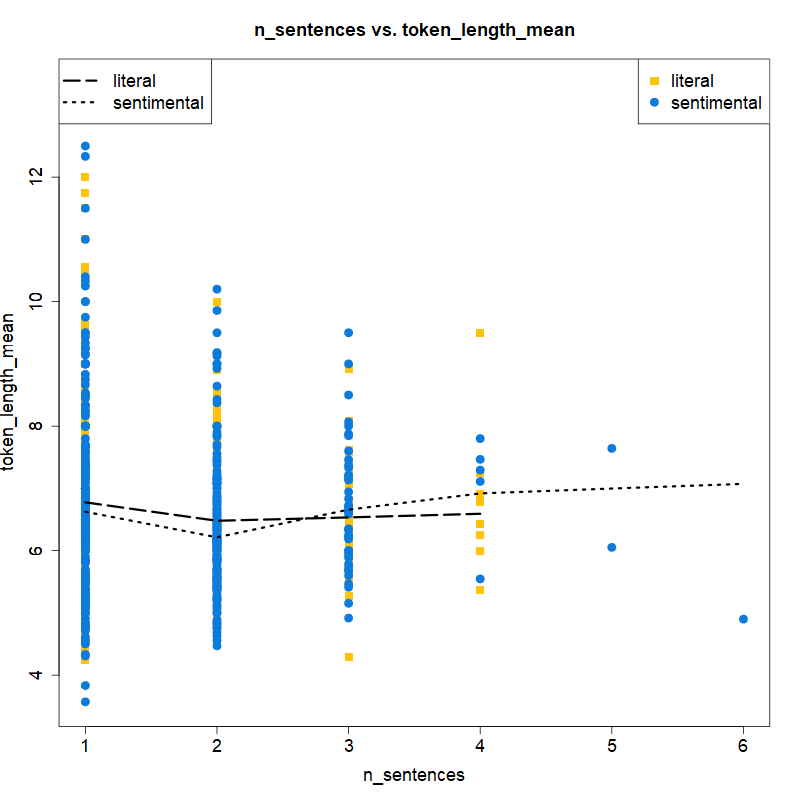 n_sentences vs. token_length_mean
literal
sentimental
literal
sentimental
token_length_mean
12
10
8
6
4
1 2 3 4 5 6
n_sentences